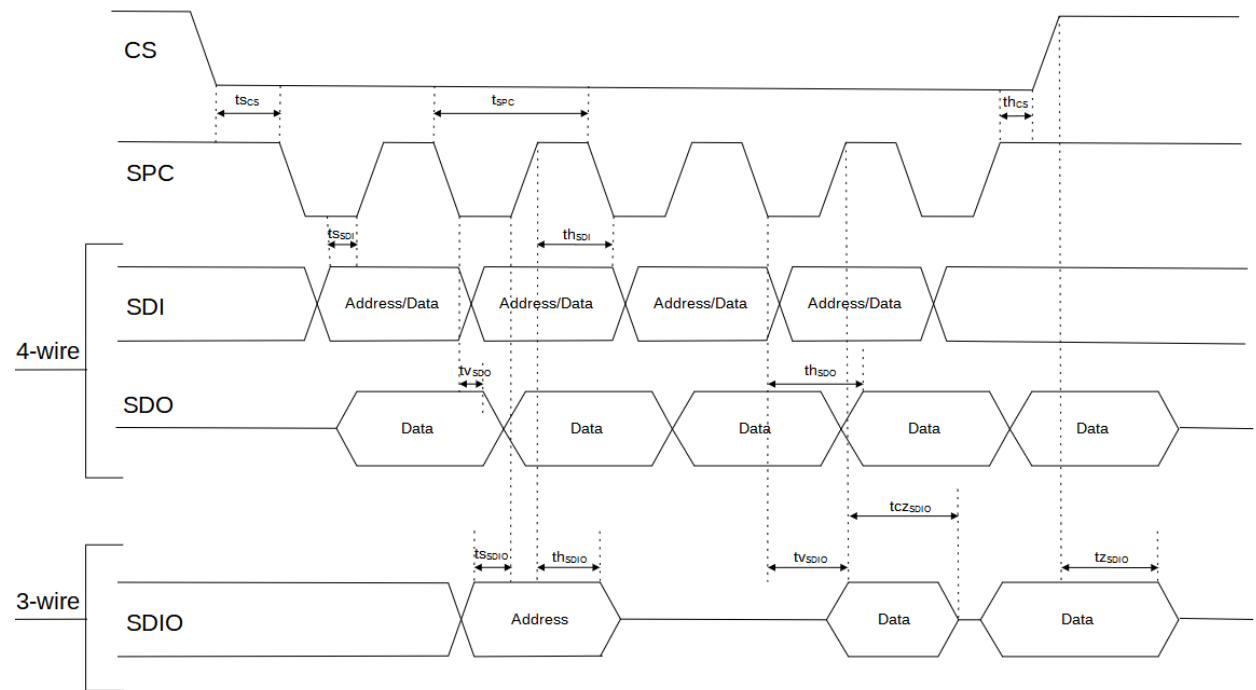 CS
tsCS
tSPC
thCS
SPC
tsSDI
thSDI
4-wire
SDI
Address/Data
Address/Data
Address/Data
Address/Data
tvSDO
thSDO
SDO
Data
Data
Data
Data
Data
tczSDIO
tsSDIO
thSDIO
tvSDIO
tzSDIO
3-wire
SDIO
Address
Data
Data